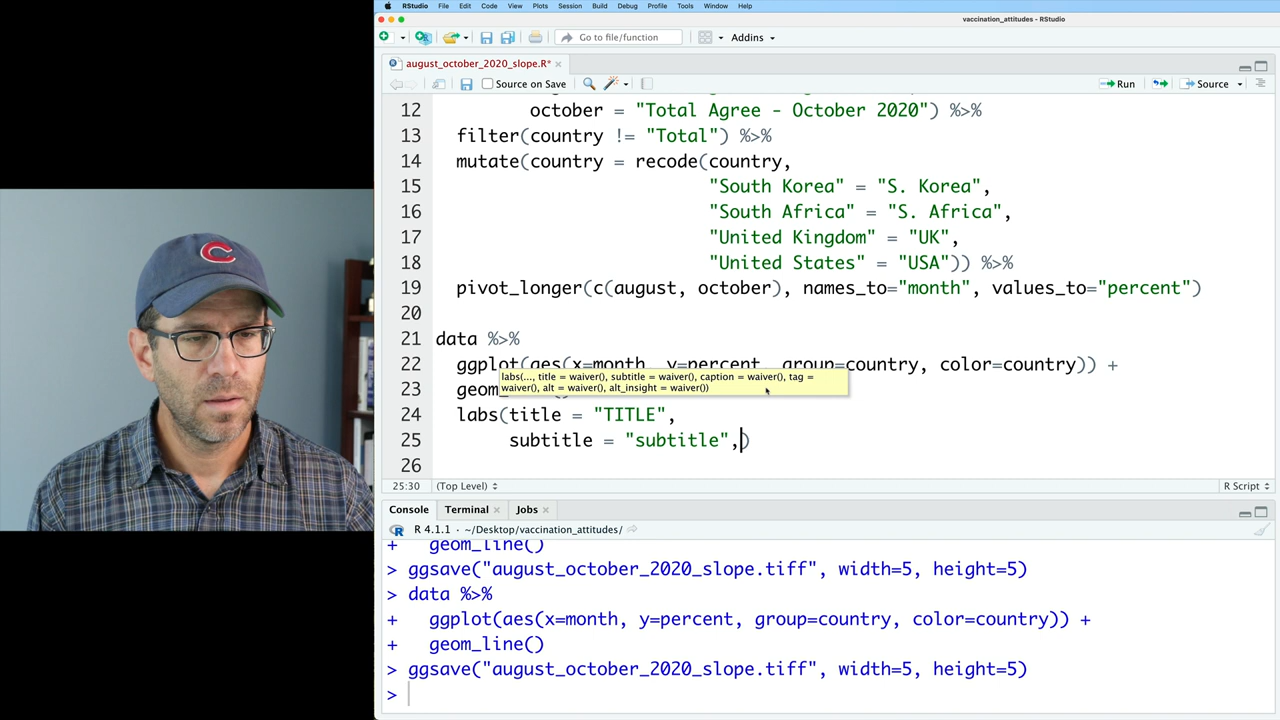 RStudio File Edit Code View Plots Session Build Debug Profile Tools Window Help
vaccination_attitudes - RStudio
Go to file/function Addins
august_october_2020_slope.R*
Source on Save Run Source
12 october = "Total Agree - October 2020") %>%
13 filter(country != "Total") %>%
14 mutate(country = recode(country,
15 "South Korea" = "S. Korea",
16 "South Africa" = "S. Africa",
17 "United Kingdom" = "UK",
18 "United States" = "USA")) %>%
19 pivot_longer(c(august, october), names_to="month", values_to="percent")
20
21 data %>%
22 ggplot(aes(x=month, y=percent, group=country, color=country)) +
labs(..., title = waiver(), subtitle = waiver(), caption = waiver(), tag =
waiver(), alt = waiver(), alt_insight = waiver())
23 geom_
24 labs(title = "TITLE",
25 subtitle = "subtitle",)
26
25:30 (Top Level) R Script
Console Terminal Jobs
R 4.1.1 · ~/Desktop/vaccination_attitudes/
+ geom_line()
> ggsave("august_october_2020_slope.tiff", width=5, height=5)
> data %>%
+ ggplot(aes(x=month, y=percent, group=country, color=country)) +
+ geom_line()
> ggsave("august_october_2020_slope.tiff", width=5, height=5)
>